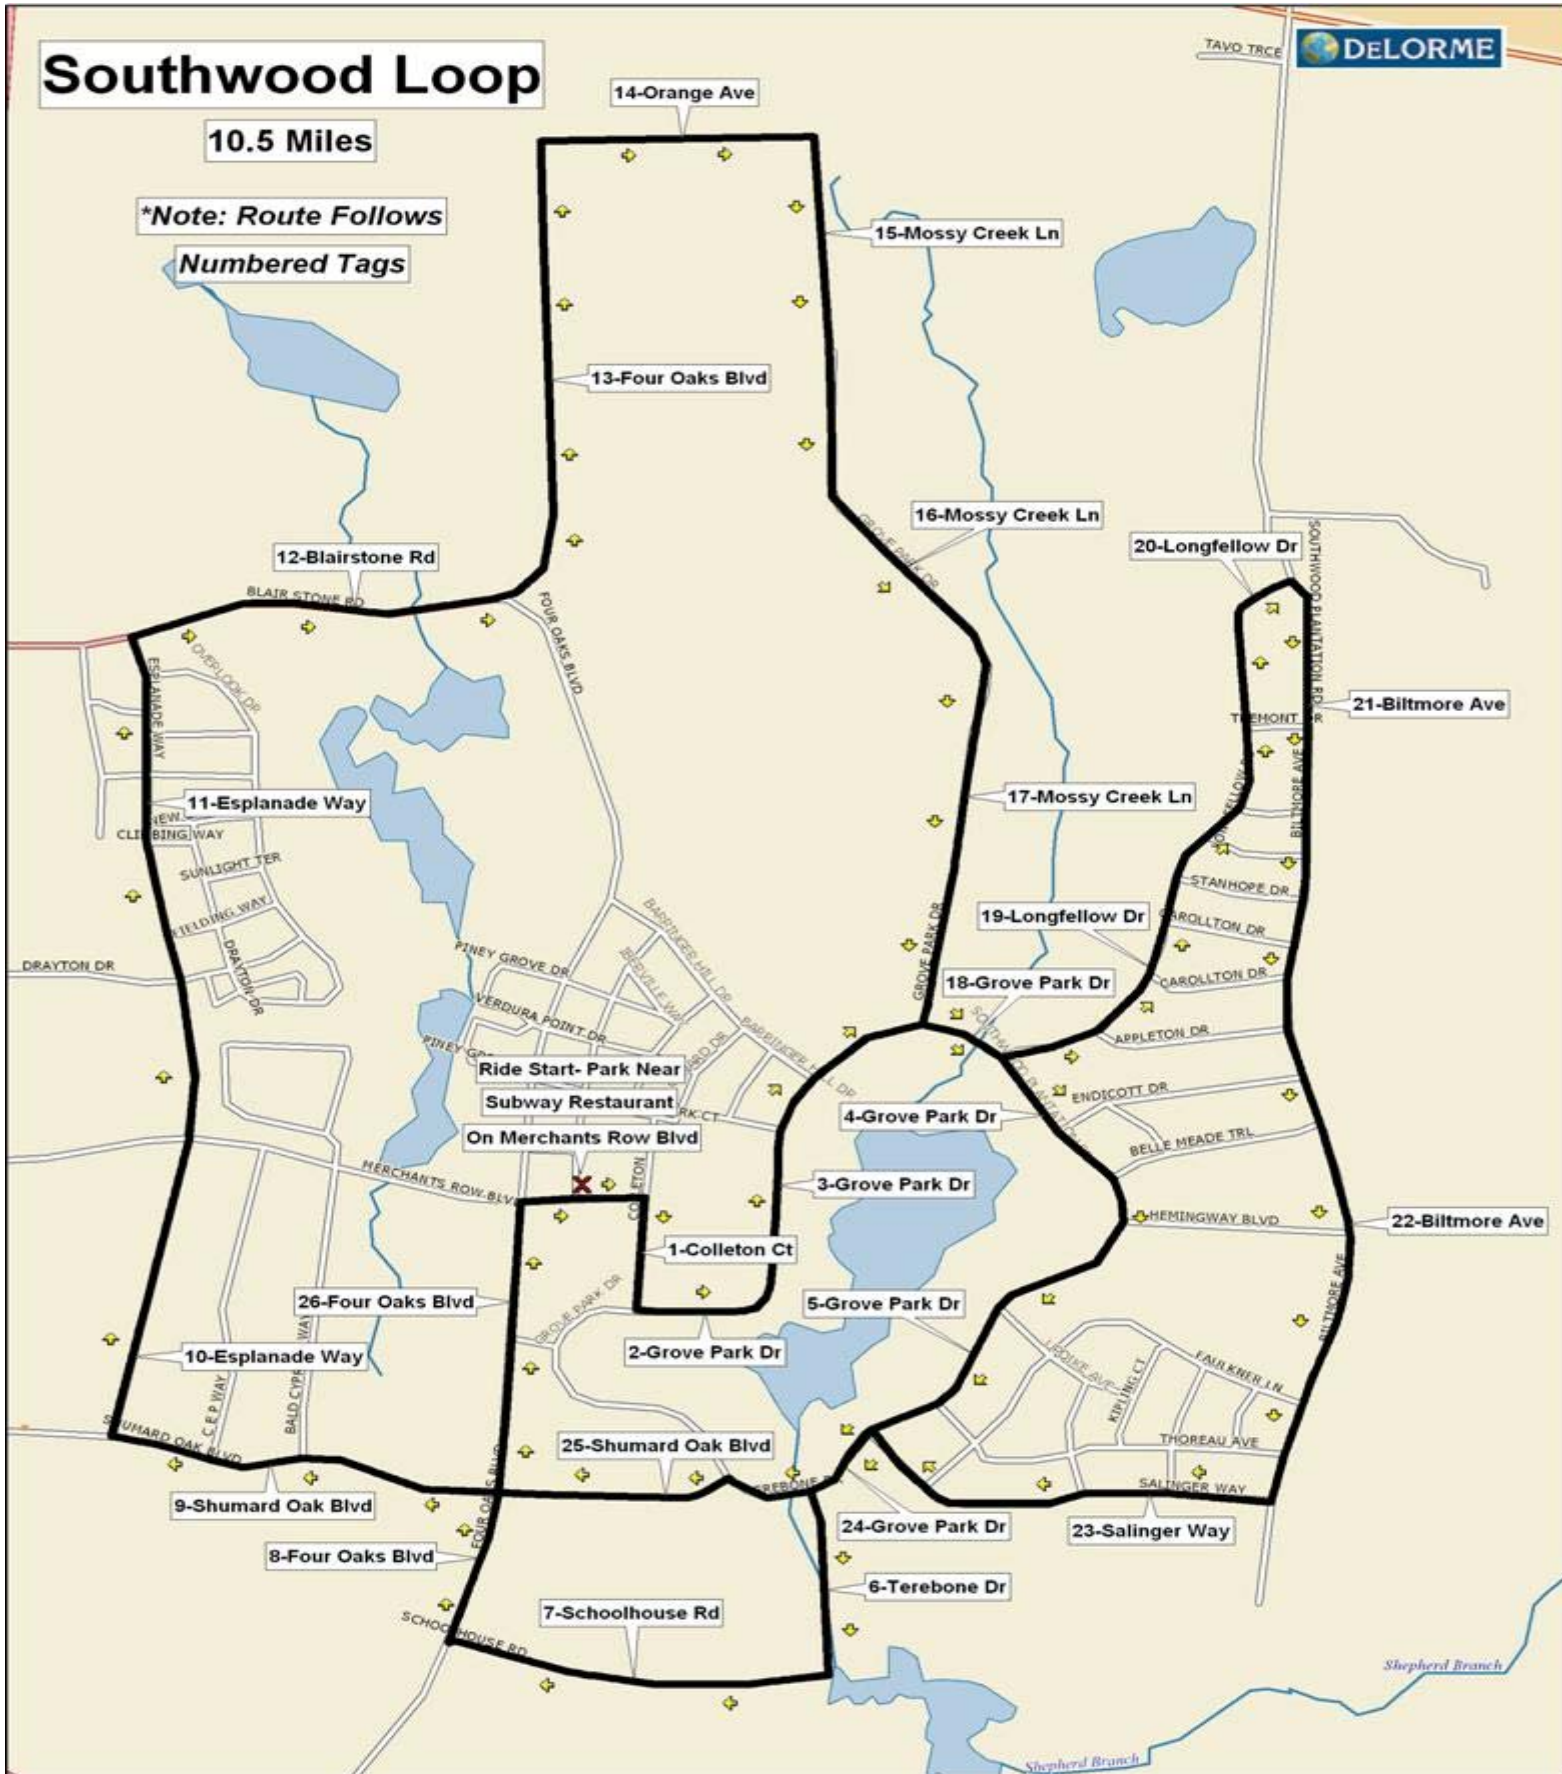 TAVO TRCE
DELORME
Southwood Loop
14-Orange Ave
10.5 Miles
*Note: Route Follows
15-Mossy Creek Ln
Numbered Tags
13-Four Oaks Blvd
16-Mossy Creek Ln
GROVE PARK DR
SOUTHWOOD PLANTATION RD
20-Longfellow Dr
12-Blairstone Rd
BLAIR STONE RD
FOUR OAKS BLVD
OVERLOOK DR
ESPLANADE WAY
21-Biltmore Ave
BILTMORE AVE
17-Mossy Creek Ln
11-Esplanade Way
SUNLIGHT TER
STANHOPE DR
FIELDING WAY
BARRINGER HILL DR
19-Longfellow Dr
CAROLLTON DR
GROVE PARK DR
PINEY GROVE DR
IBERVILLE WAY
DRAYTON DR
DRAYTON DR
CAROLLTON DR
18-Grove Park Dr
VERDURA POINT DR
BARRINGER HILL DR
APPLETON DR
Ride Start- Park Near
Subway Restaurant
ENDICOTT DR
4-Grove Park Dr
On Merchants Row Blvd
BELLE MEADE TRL
MERCHANTS ROW BLVD
3-Grove Park Dr
HEMINGWAY BLVD
22-Biltmore Ave
1-Colleton Ct
BILTMORE AVE
26-Four Oaks Blvd
5-Grove Park Dr
GROVE PARK DR
2-Grove Park Dr
10-Esplanade Way
FAULKNER LN
KIPLING CT
C E P WAY
SHUMARD OAK BLVD
25-Shumard Oak Blvd
THOREAU AVE
SALINGER WAY
9-Shumard Oak Blvd
24-Grove Park Dr
23-Salinger Way
FOUR OAKS BLVD
8-Four Oaks Blvd
6-Terebone Dr
7-Schoolhouse Rd
SCHOOLHOUSE RD
Shepherd Branch
Shepherd Branch